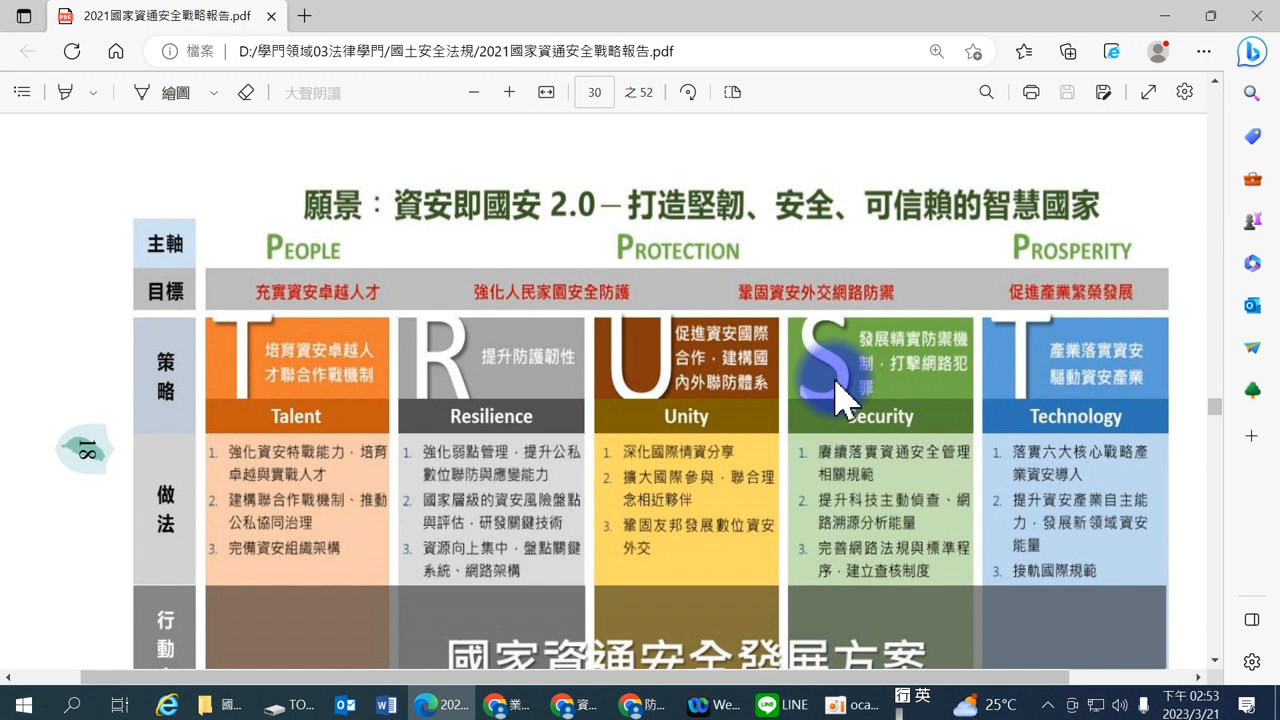 2021國家資通安全戰略報告.pdf
檔案 D:/學門領域03法律學門/國土安全法規/2021國家資通安全戰略報告.pdf
繪圖 大聲朗讀 30 之 52
願景：資安即國安 2.0－打造堅韌、安全、可信賴的智慧國家
主軸 PEOPLE PROTECTION PROSPERITY
目標 充實資安卓越人才 強化人民家園安全防護 鞏固資安外交網路防禦 促進產業繁榮發展
策略
T
培育資安卓越人
才聯合作戰機制
Talent
R
提升防護韌性
Resilience
U
促進資安國際
合作，建構國
內外聯防體系
Unity
S
發展精實防禦機
制，打擊網路犯
罪
Security
T
產業落實資安
驅動資安產業
Technology
18
做法
1. 強化資安特戰能力，培育
卓越與實戰人才
2. 建構聯合作戰機制、推動
公私協同治理
3. 完備資安組織架構
1. 強化弱點管理，提升公私
數位聯防與應變能力
2. 國家層級的資安風險盤點
與評估，研發關鍵技術
3. 資源向上集中，盤點關鍵
系統、網路架構
1. 深化國際情資分享
2. 擴大國際參與，聯合理
念相近夥伴
3. 鞏固友邦發展數位資安
外交
1. 賡續落實資通安全管理
相關規範
2. 提升科技主動偵查、網
路溯源分析能量
3. 完善網路法規與標準程
序，建立查核制度
1. 落實六大核心戰略產
業資安導入
2. 提升資安產業自主能
力，發展新領域資安
能量
3. 接軌國際規範
行動
國家資通安全發展方案
國... TO... 202... 業... 資... 防... We... LINE oca... 行 英 25°C 下午 02:53
2023/3/21